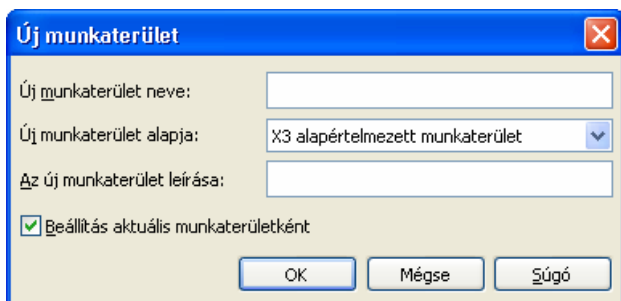 Új munkaterület
Új munkaterület neve:
Új munkaterület alapja: X3 alapértelmezett munkaterület
Az új munkaterület leírása:
Beállítás aktuális munkaterületként
OK Mégse Súgó